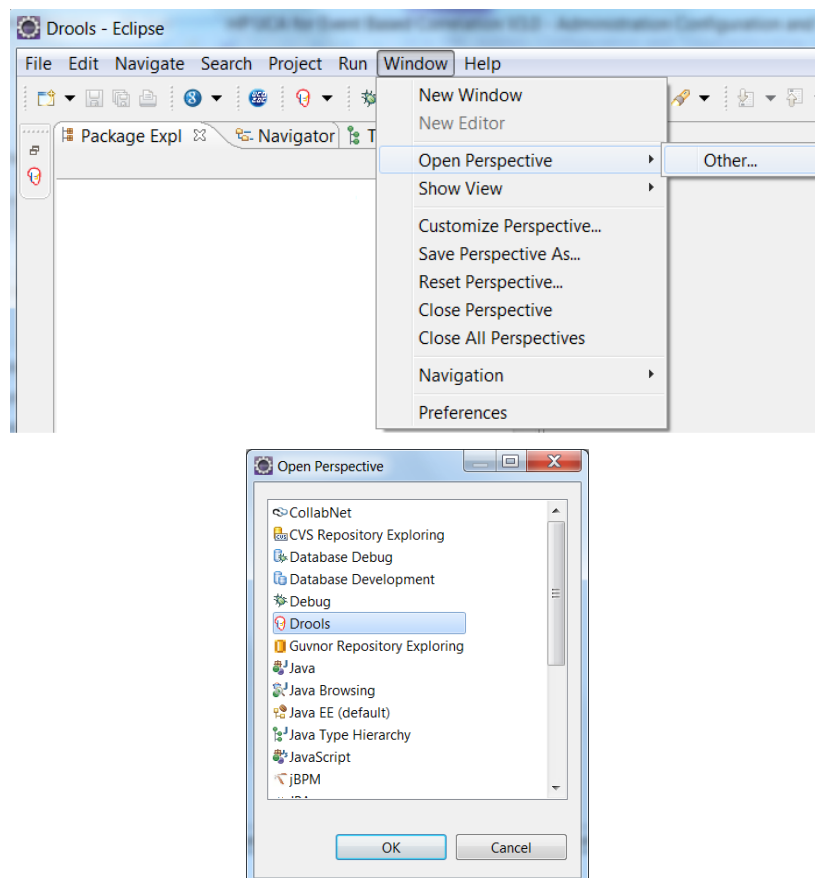 Drools - Eclipse
File Edit Navigate Search Project Run Window Help
Package Expl Navigator T
New Window
New Editor
Open Perspective
Other...
Show View
Customize Perspective...
Save Perspective As...
Reset Perspective...
Close Perspective
Close All Perspectives
Navigation
Preferences
Open Perspective
CollabNet
CVS Repository Exploring
Database Debug
Database Development
Debug
Drools
Guvnor Repository Exploring
Java
Java Browsing
Java EE (default)
Java Type Hierarchy
JavaScript
jBPM
OK Cancel